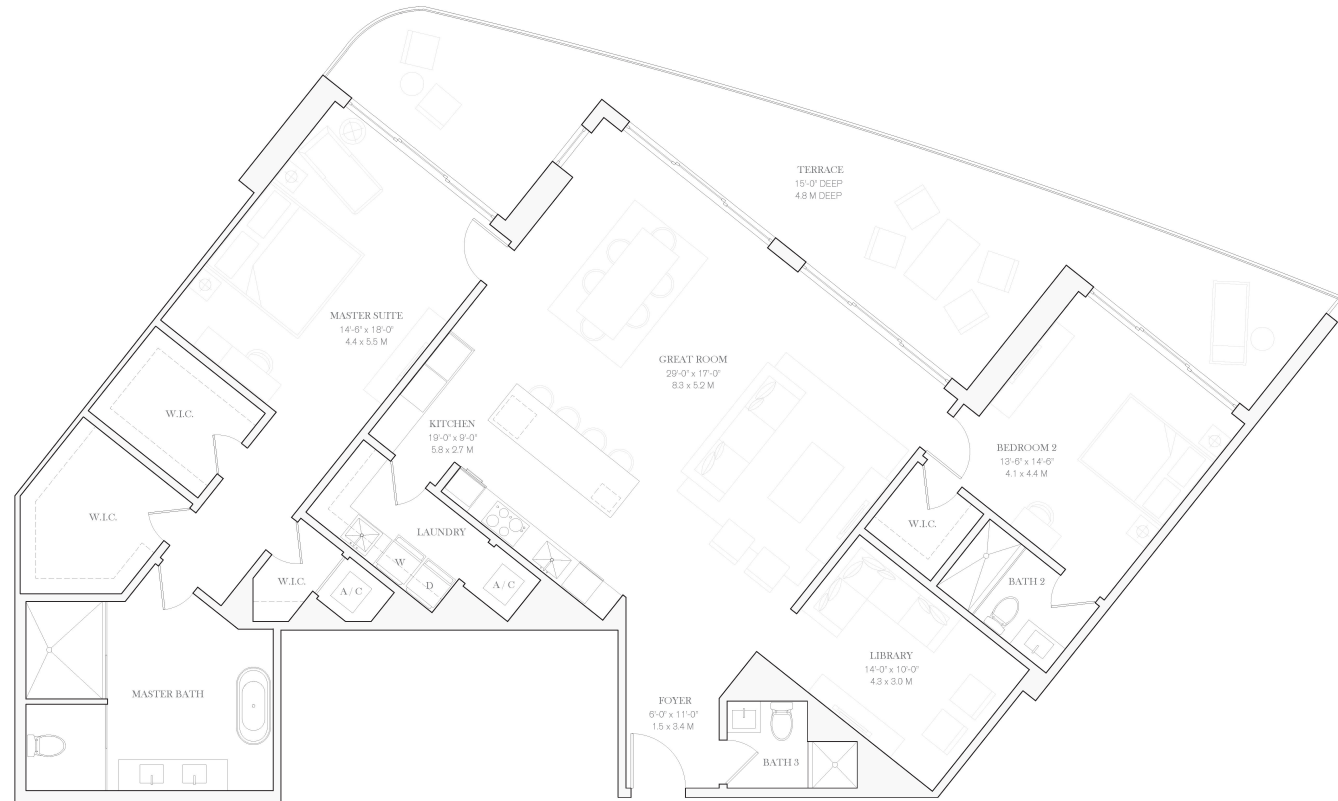 TERRACE
15'-0" DEEP
4.8 M DEEP
MASTER SUITE
14'-6" x 18'-0"
4.4 x 5.5 M
GREAT ROOM
29'-0" x 17'-0"
8.3 x 5.2 M
W.I.C.
KITCHEN
19'-0" x 9'-0"
5.8 x 2.7 M
BEDROOM 2
13'-6" x 14'-6"
4.1 x 4.4 M
W.I.C.
LAUNDRY
W.I.C.
W
D
W.I.C.
A / C
A / C
BATH 2
LIBRARY
14'-0" x 10'-0"
4.3 x 3.0 M
MASTER BATH
FOYER
6'-0" x 11'-0"
1.5 x 3.4 M
BATH 3